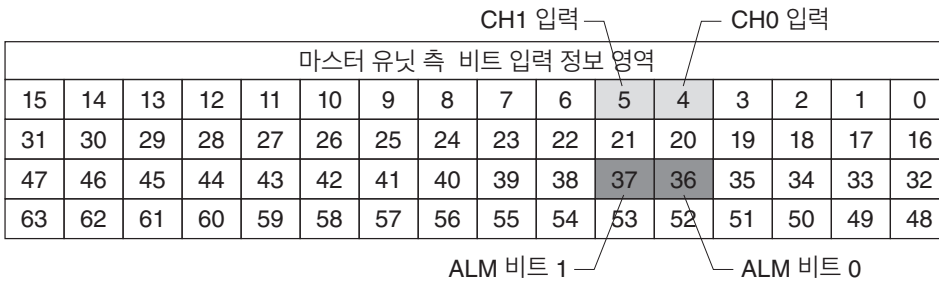 CH1 입력 CH0 입력
마스터 유닛 측 비트 입력 정보 영역
15 14 13 12 11 10 9 8 7 6 5 4 3 2 1 0
31 30 29 28 27 26 25 24 23 22 21 20 19 18 17 16
47 46 45 44 43 42 41 40 39 38 37 36 35 34 33 32
63 62 61 60 59 58 57 56 55 54 53 52 51 50 49 48
ALM 비트 1 ALM 비트 0